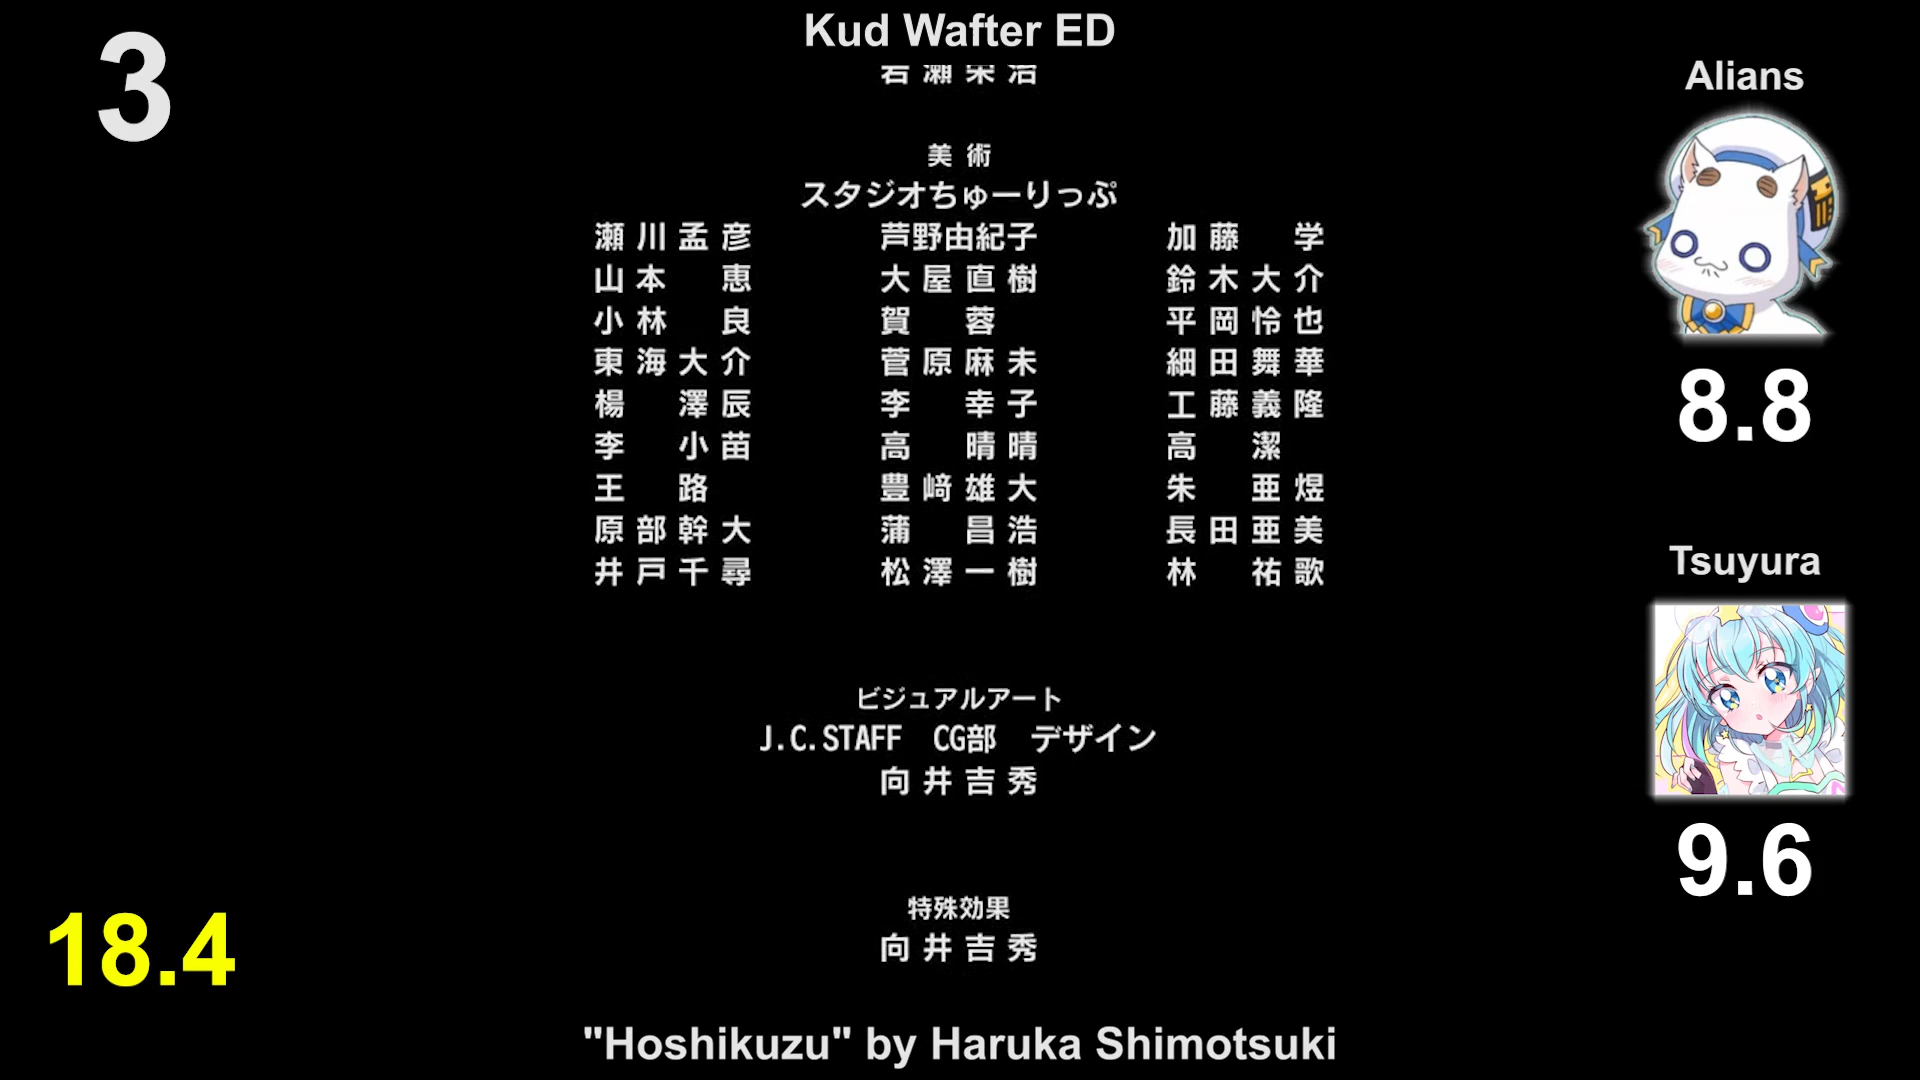 3
Kud Wafter ED
岩瀬栄治
美術
スタジオちゅーりっぷ
瀬川孟彦 芦野由紀子 加藤 学
山本 恵 大屋直樹 鈴木大介
小林 良 賀 蓉 平岡怜也
東海大介 菅原麻未 細田舞華
楊 澤辰 李 幸子 工藤義隆
李 小苗 高 晴晴 高 潔
王 路 豊﨑雄大 朱 亜煜
原部幹大 蒲 昌浩 長田亜美
井戸千尋 松澤一樹 林 祐歌
ビジュアルアート
J.C.STAFF CG部 デザイン
向井吉秀
特殊効果
向井吉秀
"Hoshikuzu" by Haruka Shimotsuki
18.4
Alians
8.8
Tsuyura
9.6